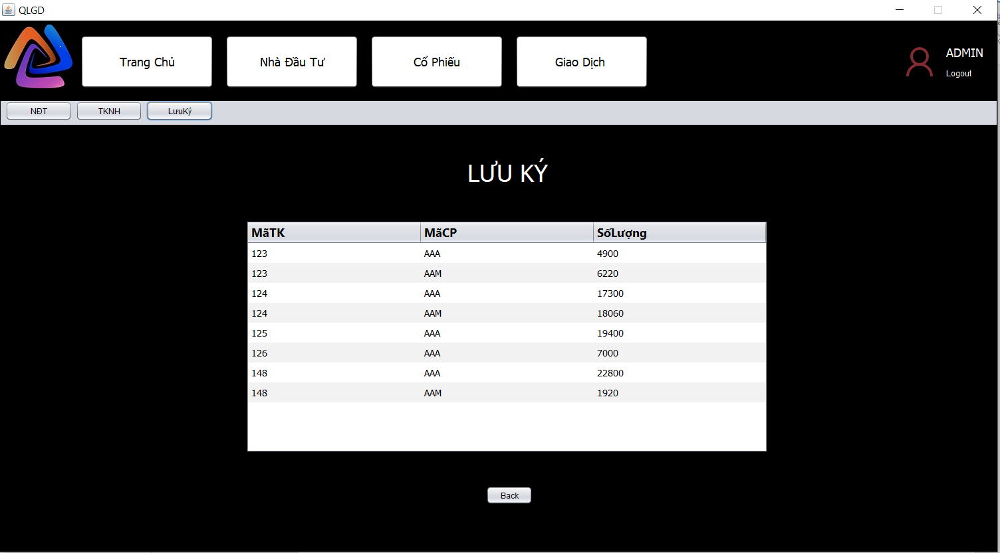 QLGD
Trang Chủ Nhà Đầu Tư Cổ Phiếu Giao Dịch
ADMIN
Logout
NĐT TKNH LưuKý
LƯU KÝ
MãTK MãCP SốLượng
123 AAA 4900
123 AAM 6220
124 AAA 17300
124 AAM 18060
125 AAA 19400
126 AAA 7000
148 AAA 22800
148 AAM 1920
Back